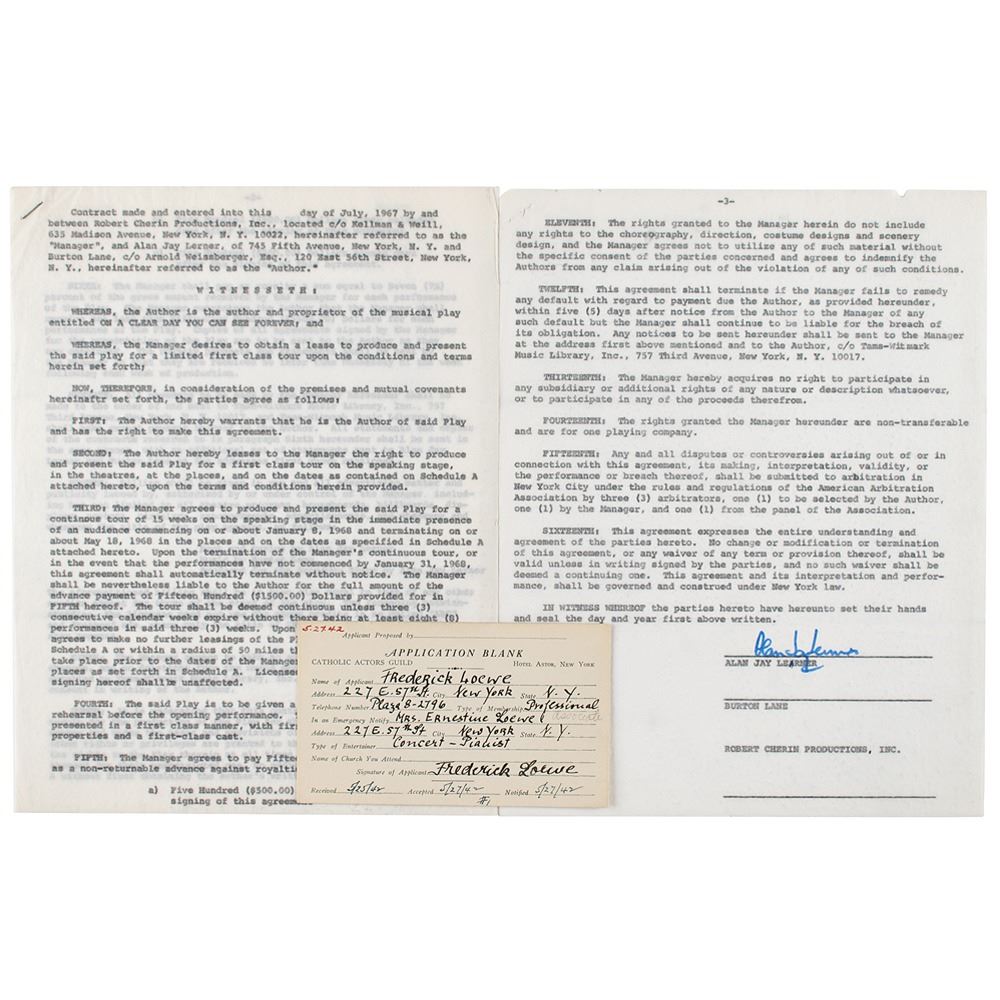 Contract made and entered into this day of July, 1967 by and
between Robert Cherin Productions, Inc., located c/o Kellman & Weill,
635 Madison Avenue, New York, N. Y. 10022, hereinafter referred to as the
"Manager", and Alan Jay Lerner, of 745 Fifth Avenue, New York, N. Y. and
Burton Lane, c/o Arnold Weissberger, Esq., 120 East 56th Street, New York,
N. Y., hereinafter referred to as the "Author."
W I T N E S S E T H :
WHEREAS, the Author is the author and proprietor of the musical play
entitled ON A CLEAR DAY YOU CAN SEE FOREVER; and
WHEREAS, the Manager desires to obtain a lease to produce and present
the said play for a limited first class tour upon the conditions and terms
herein set forth;
NOW, THEREFORE, in consideration of the premises and mutual covenants
hereinaftr set forth, the parties agree as follows:
FIRST: The Author hereby warrants that he is the Author of said Play
and has the right to make this agreement.
SECOND: The Author hereby leases to the Manager the right to produce
and present the said Play for a first class tour on the speaking stage,
in the theatres, at the places, and on the dates as contained on Schedule A
attached hereto, upon the terms and conditions herein provided.
THIRD: The Manager agrees to produce and present the said Play for a
continous tour of 15 weeks on the speaking stage in the immediate presence
of an audience commencing on or about January 8, 1968 and terminating on or
about May 18, 1968 in the places and on the dates as specified in Schedule A
attached hereto. Upon the termination of the Manager's continuous tour, or
in the event that the performances have not commenced by January 31, 1968,
this agreement shall automatically terminate without notice. The Manager
shall be nevertheless liable to the Author for the full amount of the
advance payment of Fifteen Hundred ($1500.00) Dollars provided for in
FIFTH hereof. The tour shall be deemed continuous unless three (3)
consecutive calendar weeks expire without there being at least eight (8)
performances in said three (3) weeks. Upon
agrees to make no further leasings of the Pl
Schedule A or within a radius of 50 miles th
take place prior to the dates of the Manage
places as set forth in Schedule A. License
signing hereof shall be unaffected.
FOURTH: The said Play is to be given a
rehearsal before the opening performance. T
presented in a first class manner, with fir
properties and a first-class cast.
FIFTH: The Manager agrees to pay Fiftee
as a non-returnable advance against royalti
a) Five Hundred ($500.00)
signing of this agreeme
-3-
ELEVENTH: The rights granted to the Manager herein do not include
any rights to the choreography, direction, costume designs and scenery
design, and the Manager agrees not to utilize any of such material without
the specific consent of the parties concerned and agrees to indemnify the
Authors from any claim arising out of the violation of any of such conditions.
TWELFTH: This agreement shall terminate if the Manager fails to remedy
any default with regard to payment due the Author, as provided hereunder,
within five (5) days after notice from the Author to the Manager of any
such default but the Manager shall continue to be liable for the breach of
its obligation. Any notices to be sent hereunder shall be sent to the Manager
at the address first above mentioned and to the Author, c/o Tams-Witmark
Music Library, Inc., 757 Third Avenue, New York, N. Y. 10017.
THIRTEENTH: The Manager hereby acquires no right to participate in
any subsidiary or additional rights of any nature or description whatsoever,
or to participate in any of the proceeds therefrom.
FOURTEENTH: The rights granted the Manager hereunder are non-transferable
and are for one playing company.
FIFTEENTH: Any and all disputes or controversies arising out of or in
connection with this agreement, its making, interpretation, validity, or
the performance or breach thereof, shall be submitted to arbitration in
New York City under the rules and regulations of the American Arbitration
Association by three (3) arbitrators, one (1) to be selected by the Author,
one (1) by the Manager, and one (1) from the panel of the Association.
SIXTEENTH: This agreement expresses the entire understanding and
agreement of the parties hereto. No change or modification or termination
of this agreement, or any waiver of any term or provision thereof, shall be
valid unless in writing signed by the parties, and no such waiver shall be
deemed a continuing one. This agreement and its interpretation and perfor-
mance, shall be governed and construed under New York law.
IN WITNESS WHEREOF the parties hereto have hereunto set their hands
and seal the day and year first above written.
Alan Jay Lerner
ALAN JAY LEARNER
BURTON LANE
ROBERT CHERIN PRODUCTIONS, INC.
5.27.42
Applicant Proposed by
APPLICATION BLANK
CATHOLIC ACTORS GUILD HOTEL ASTOR, NEW YORK
Name of Applicant Frederick Loewe
Address 227 E. 57th St. City New York State N. Y.
Telephone Number Plaza 8-2796 Type of Membership Professional
In an Emergency Notify Mrs. Ernestine Loewe Associate
Address 227 E. 57th St City New York State N. Y.
Type of Entertainer Concert - Pianist
Name of Church You Attend
Signature of Applicant Frederick Loewe
Received 5/25/42 Accepted 5/27/42 Notified 5/27/42
#1